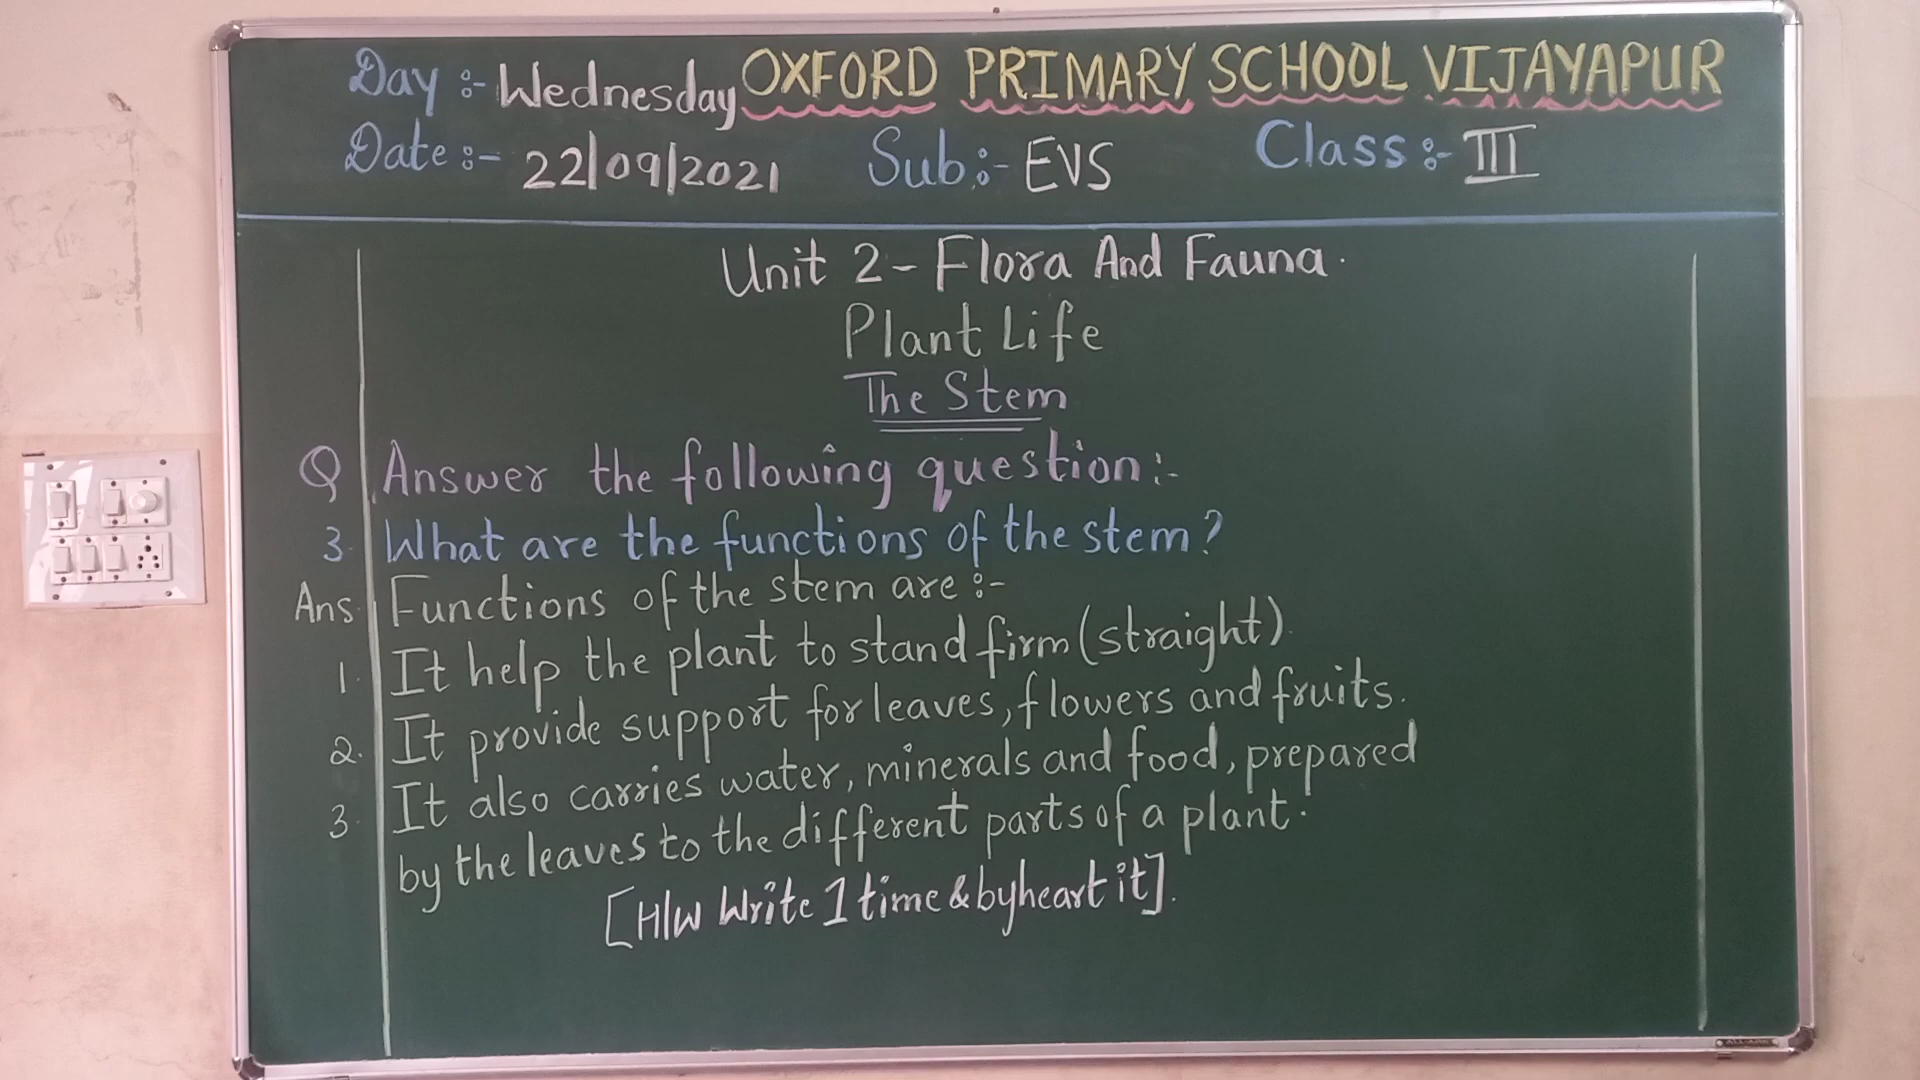 Day :- Wednesday OXFORD PRIMARY SCHOOL VIJAYAPUR
Date :- 22/09/2021 Sub :- EVS Class :- III
Unit 2 - Flora And Fauna.
Plant Life
The Stem
Q Answer the following question :-
3. What are the functions of the stem?
Ans Functions of the stem are :-
1. It help the plant to stand firm (straight).
2. It provide support for leaves, flowers and fruits.
3. It also carries water, minerals and food, prepared
by the leaves to the different parts of a plant.
[H/W Write 1 time & byheart it].